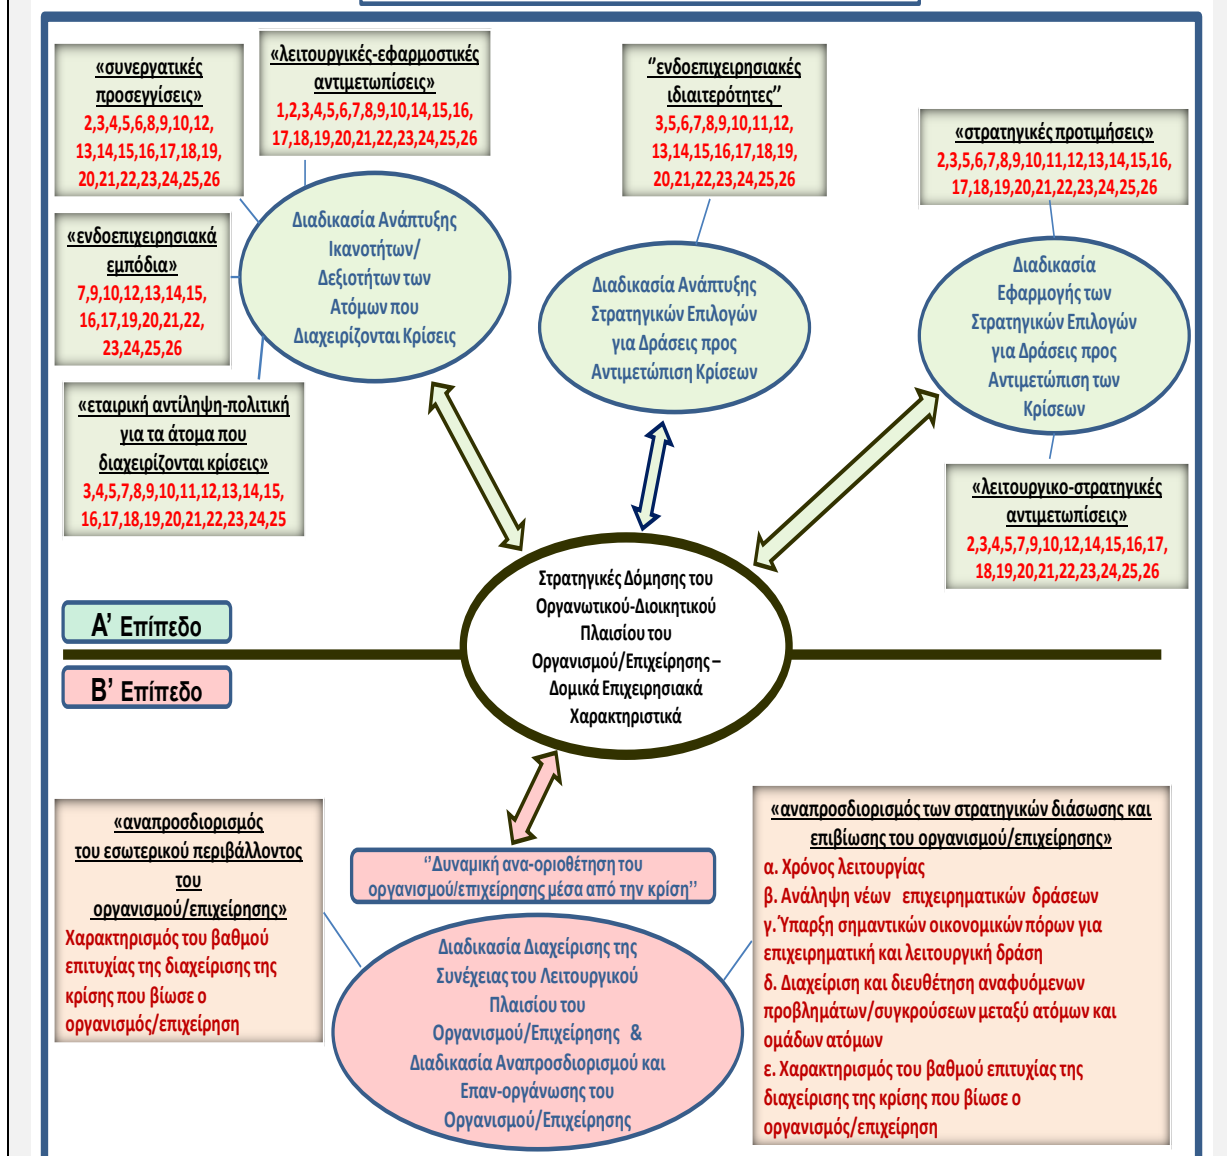 «συνεργατικές
προσεγγίσεις»
2,3,4,5,6,8,9,10,12,
13,14,15,16,17,18,19,
20,21,22,23,24,25,26
«λειτουργικές-εφαρμοστικές
αντιμετωπίσεις»
1,2,3,4,5,6,7,8,9,10,14,15,16,
17,18,19,20,21,22,23,24,25,26
‘’ενδοεπιχειρησιακές
ιδιαιτερότητες’’
3,5,6,7,8,9,10,11,12,
13,14,15,16,17,18,19,
20,21,22,23,24,25,26
«στρατηγικές προτιμήσεις»
2,3,5,6,7,8,9,10,11,12,13,14,15,16,
17,18,19,20,21,22,23,24,25,26
«ενδοεπιχειρησιακά
εμπόδια»
7,9,10,12,13,14,15,
16,17,19,20,21,22,
23,24,25,26
Διαδικασία Ανάπτυξης
Ικανοτήτων/
Δεξιοτήτων των
Ατόμων που
Διαχειρίζονται Κρίσεις
Διαδικασία Ανάπτυξης
Στρατηγικών Επιλογών
για Δράσεις προς
Αντιμετώπιση Κρίσεων
Διαδικασία
Εφαρμογής των
Στρατηγικών Επιλογών
για Δράσεις προς
Αντιμετώπιση των
Κρίσεων
«εταιρική αντίληψη-πολιτική
για τα άτομα που
διαχειρίζονται κρίσεις»
3,4,5,7,8,9,10,11,12,13,14,15,
16,17,18,19,20,21,22,23,24,25
«λειτουργικο-στρατηγικές
αντιμετωπίσεις»
2,3,4,5,7,9,10,12,14,15,16,17,
18,19,20,21,22,23,24,25,26
Στρατηγικές Δόμησης του
Οργανωτικού-Διοικητικού
Πλαισίου του
Οργανισμού/Επιχείρησης –
Δομικά Επιχειρησιακά
Χαρακτηριστικά
Α’ Επίπεδο
Β’ Επίπεδο
«αναπροσδιορισμός
του εσωτερικού περιβάλλοντος
του
οργανισμού/επιχείρησης»
Χαρακτηρισμός του βαθμού
επιτυχίας της διαχείρισης της
κρίσης που βίωσε ο
οργανισμός/επιχείρηση
‘’Δυναμική ανα-οριοθέτηση του
οργανισμού/επιχείρησης μέσα από την κρίση’’
Διαδικασία Διαχείρισης της
Συνέχειας του Λειτουργικού
Πλαισίου του
Οργανισμού/Επιχείρησης &
Διαδικασία Αναπροσδιορισμού και
Επαν-οργάνωσης του
Οργανισμού/Επιχείρησης
«αναπροσδιορισμός των στρατηγικών διάσωσης και
επιβίωσης του οργανισμού/επιχείρησης»
α. Χρόνος λειτουργίας
β. Ανάληψη νέων επιχειρηματικών δράσεων
γ. Ύπαρξη σημαντικών οικονομικών πόρων για
επιχειρηματική και λειτουργική δράση
δ. Διαχείριση και διευθέτηση αναφυόμενων
προβλημάτων/συγκρούσεων μεταξύ ατόμων και
ομάδων ατόμων
ε. Χαρακτηρισμός του βαθμού επιτυχίας της
διαχείρισης της κρίσης που βίωσε ο
οργανισμός/επιχείρηση